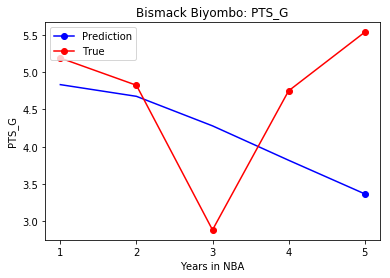 Bismack Biyombo: PTS_G
Prediction
True
5.5
5.0
4.5
4.0
3.5
3.0
PTS_G
1 2 3 4 5
Years in NBA